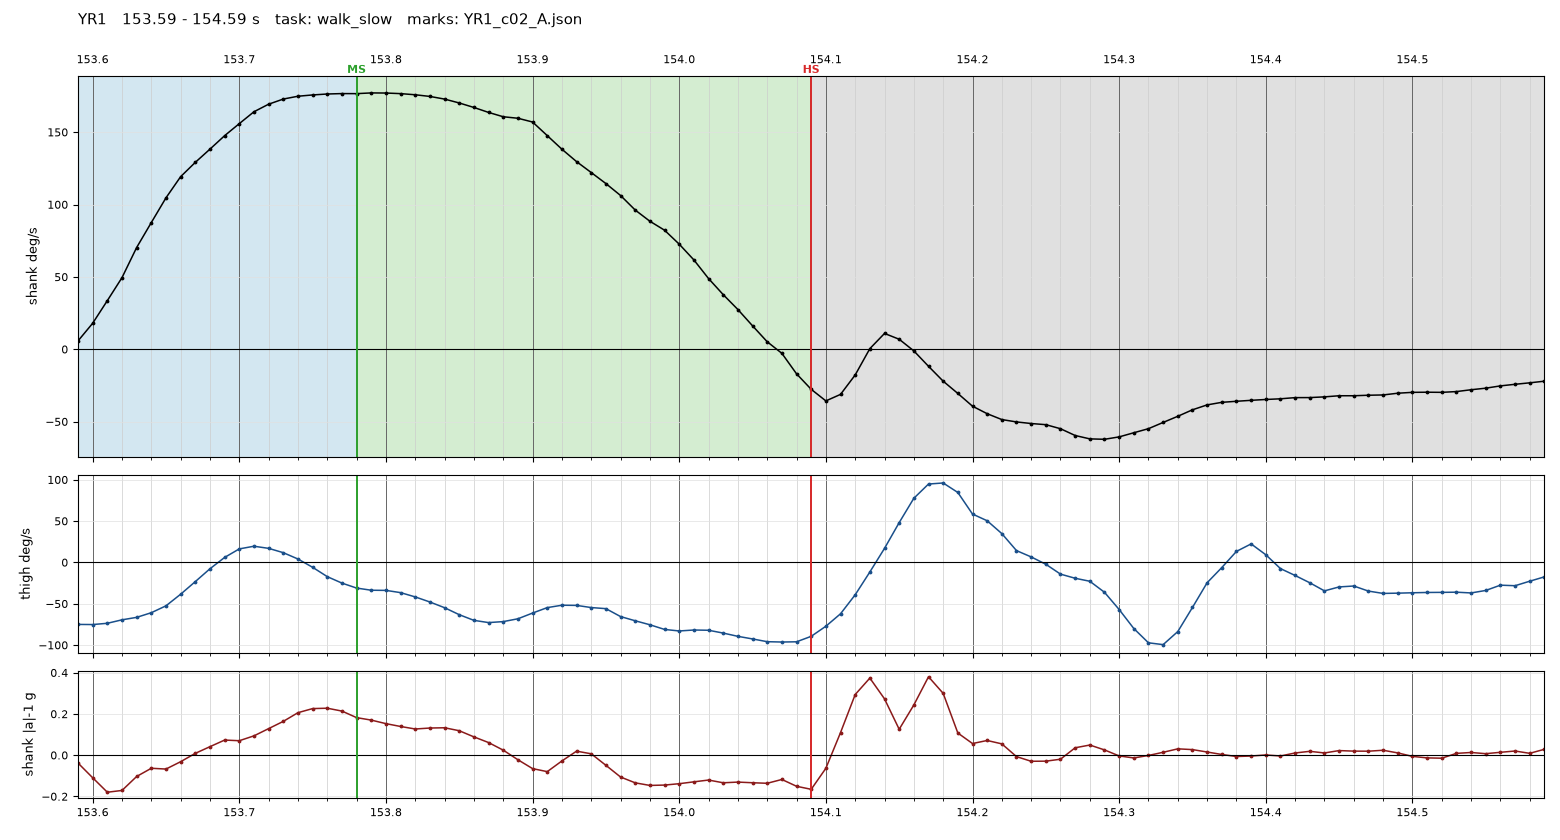 YR1   153.59 - 154.59 s   task: walk_slow   marks: YR1_c02_A.json
153.6 153.7 153.8 153.9 154.0 154.1 154.2 154.3 154.4 154.5
MS HS
shank deg/s
150
100
50
0
−50
thigh deg/s
100
50
0
−50
−100
shank |a|-1 g
0.4
0.2
0.0
−0.2
153.6 153.7 153.8 153.9 154.0 154.1 154.2 154.3 154.4 154.5